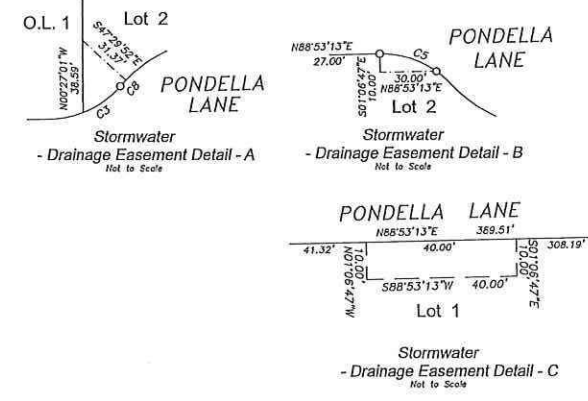 O.L. 1
Lot 2
S47°29'52"E
31.37'
N00°27'01"W
38.59'
C8
C3
PONDELLA
LANE
Stormwater
- Drainage Easement Detail - A
Not to Scale
N88°53'13"E
27.00'
C5
PONDELLA
LANE
S01°06'47"E
10.00'
30.00'
N88°53'13"E
Lot 2
Stormwater
- Drainage Easement Detail - B
Not to Scale
PONDELLA LANE
N88°53'13"E 369.51'
41.32' 40.00' 308.19'
10.00'
N01°06'47"W
S88°53'13"W 40.00'
S01°06'47"E
10.00'
Lot 1
Stormwater
- Drainage Easement Detail - C
Not to Scale